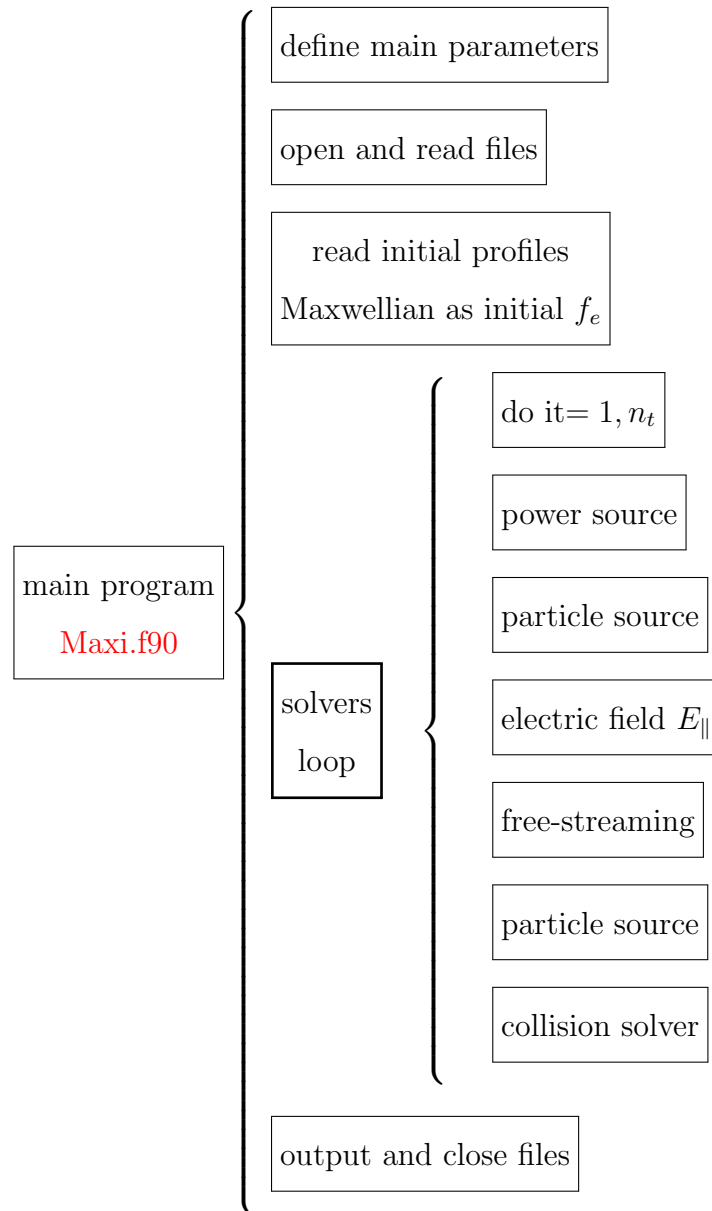 define main parameters
open and read files
read initial profiles
Maxwellian as initial $f_e$
main program
Maxi.f90
solvers
loop
do it= 1, $n_t$
power source
particle source
electric field $E_\parallel$
free-streaming
particle source
collision solver
output and close files